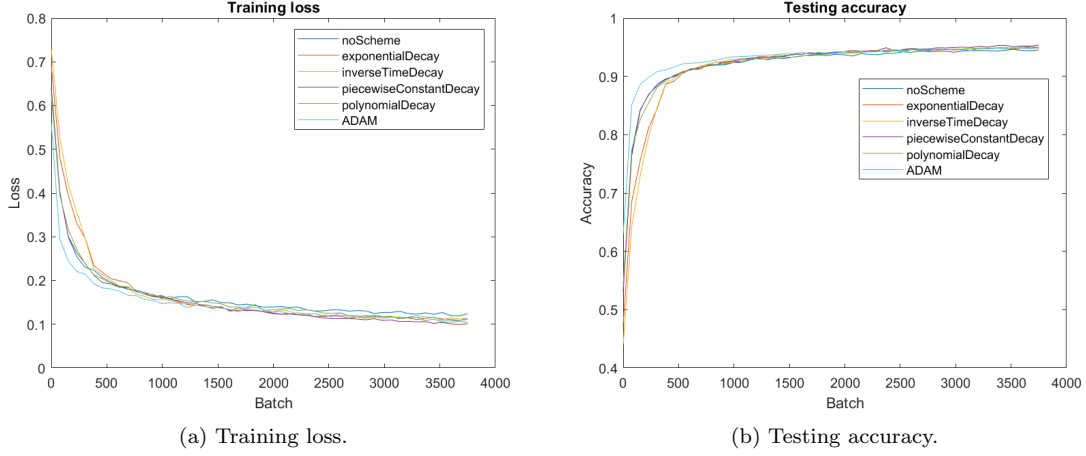 Training loss
0.8
0.7
0.6
0.5
0.4
0.3
0.2
0.1
0
Loss
noScheme
exponentialDecay
inverseTimeDecay
piecewiseConstantDecay
polynomialDecay
ADAM
0 500 1000 1500 2000 2500 3000 3500 4000
Batch
(a) Training loss.
Testing accuracy
1
0.9
0.8
0.7
0.6
0.5
0.4
Accuracy
noScheme
exponentialDecay
inverseTimeDecay
piecewiseConstantDecay
polynomialDecay
ADAM
0 500 1000 1500 2000 2500 3000 3500 4000
Batch
(b) Testing accuracy.